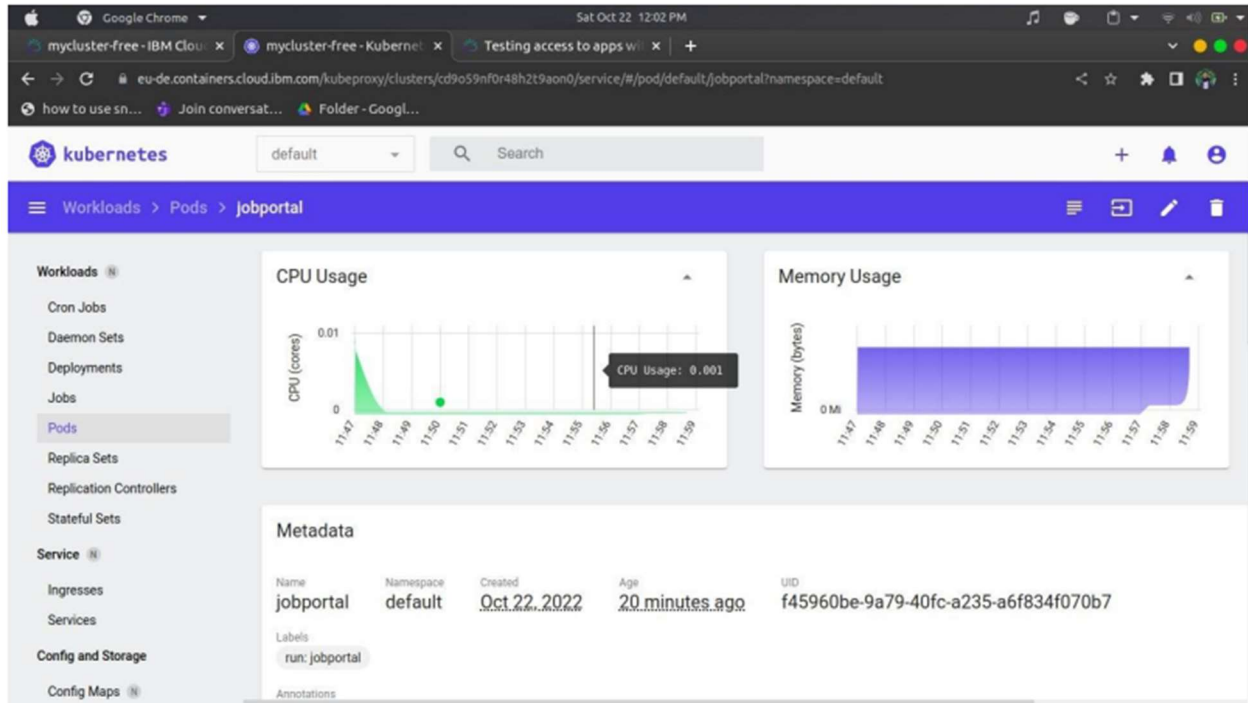 Google Chrome
Sat Oct 22 12:02 PM
mycluster-free - IBM Clou
mycluster-free - Kubernet
Testing access to apps wi
eu-de.containers.cloud.ibm.com/kubeproxy/clusters/cd9o59nf0r48h2t9aon0/service/#/pod/default/jobportal?namespace=default
how to use sn...
Join conversat...
Folder - Googl...
kubernetes
default
Search
Workloads > Pods > jobportal
Workloads N
Cron Jobs
Daemon Sets
Deployments
Jobs
Pods
Replica Sets
Replication Controllers
Stateful Sets
Service N
Ingresses
Services
Config and Storage
Config Maps N
CPU Usage
CPU (cores)
0.01
0
CPU Usage: 0.001
11:47 11:48 11:49 11:50 11:51 11:52 11:53 11:54 11:55 11:56 11:57 11:58 11:59
Memory Usage
Memory (bytes)
0 Mi
11:47 11:48 11:49 11:50 11:51 11:52 11:53 11:54 11:55 11:56 11:57 11:58 11:59
Metadata
Name Namespace Created Age UID
jobportal default Oct 22, 2022 20 minutes ago f45960be-9a79-40fc-a235-a6f834f070b7
Labels
run: jobportal
Annotations